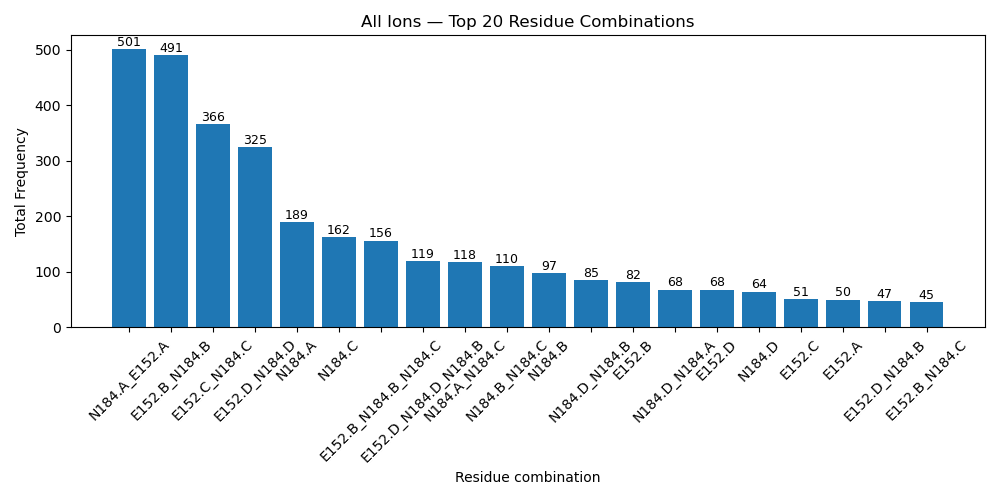 All Ions — Top 20 Residue Combinations
Total Frequency
500
400
300
200
100
0
501
491
366
325
189
162
156
119
118
110
97
85
82
68
68
64
51
50
47
45
N184.A_E152.A
E152.B_N184.B
E152.C_N184.C
E152.D_N184.D
N184.A
N184.C
E152.B_N184.B_N184.C
E152.D_N184.D_N184.B
N184.A_N184.C
N184.B_N184.C
N184.B
N184.D_N184.B
E152.B
N184.D_N184.A
E152.D
N184.D
E152.C
E152.A
E152.D_N184.B
E152.B_N184.C
Residue combination